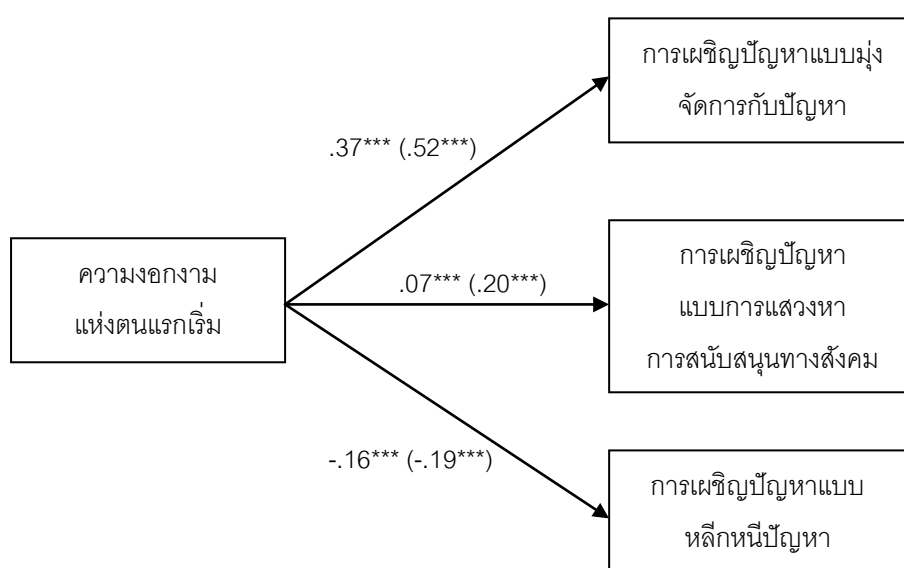 การเผชิญปัญหาแบบมุ่ง
จัดการกับปัญหา
.37*** (.52***)
ความงอกงาม
แห่งตนแรกเริ่ม
.07*** (.20***)
การเผชิญปัญหา
แบบการแสวงหา
การสนับสนุนทางสังคม
-.16*** (-.19***)
การเผชิญปัญหาแบบ
หลีกหนีปัญหา